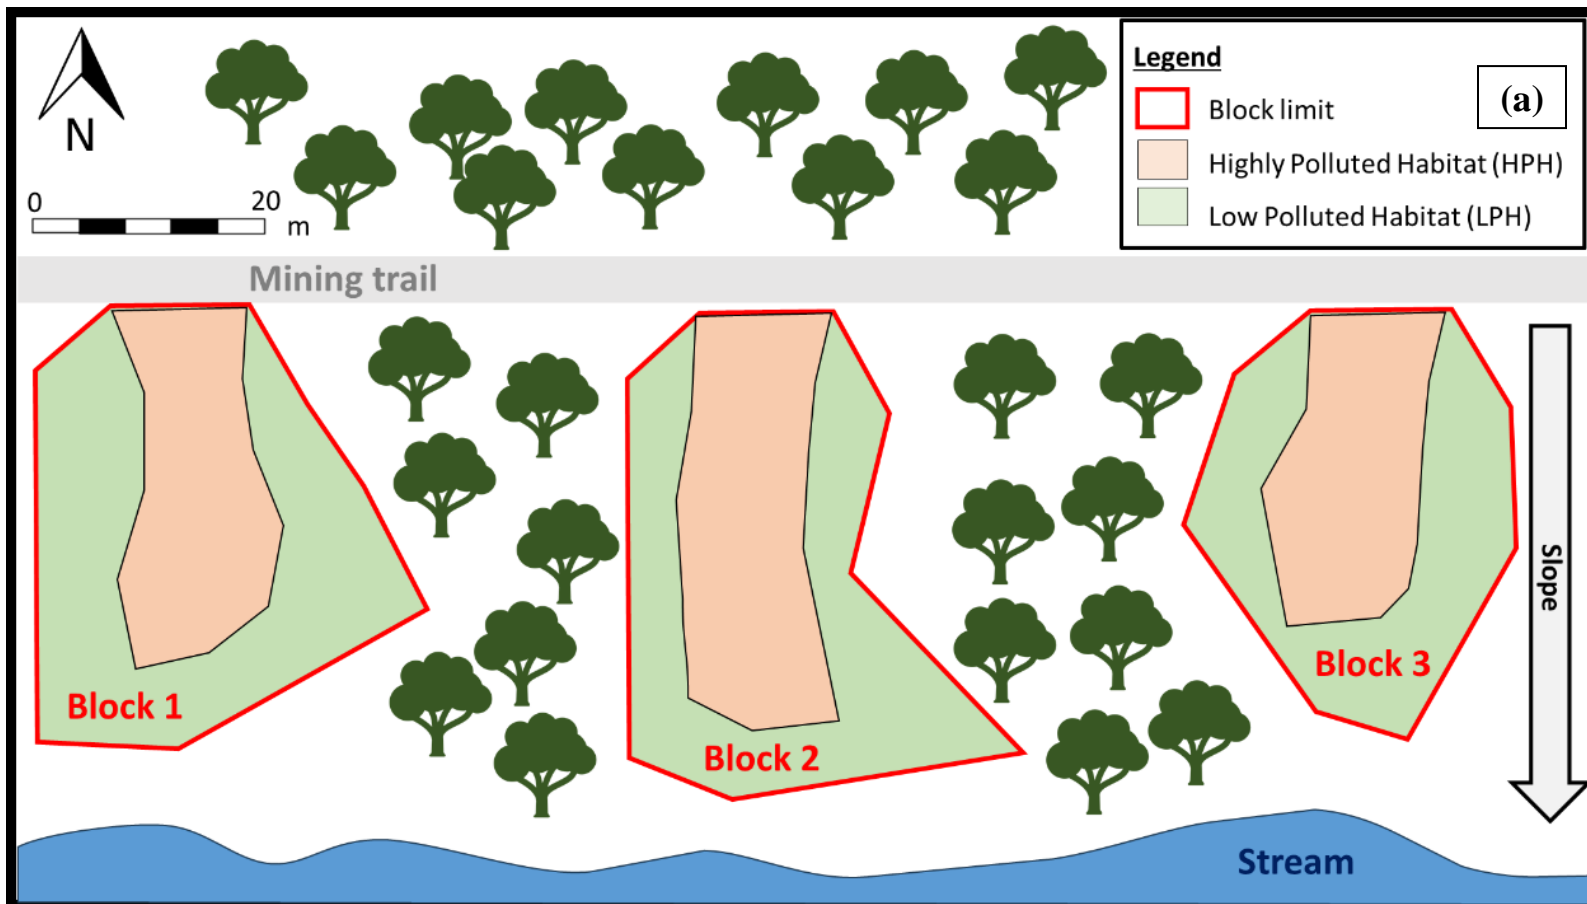 N
0 20
m
Legend
(a)
Block limit
Highly Polluted Habitat (HPH)
Low Polluted Habitat (LPH)
Mining trail
Slope
Block 1
Block 2
Block 3
Stream